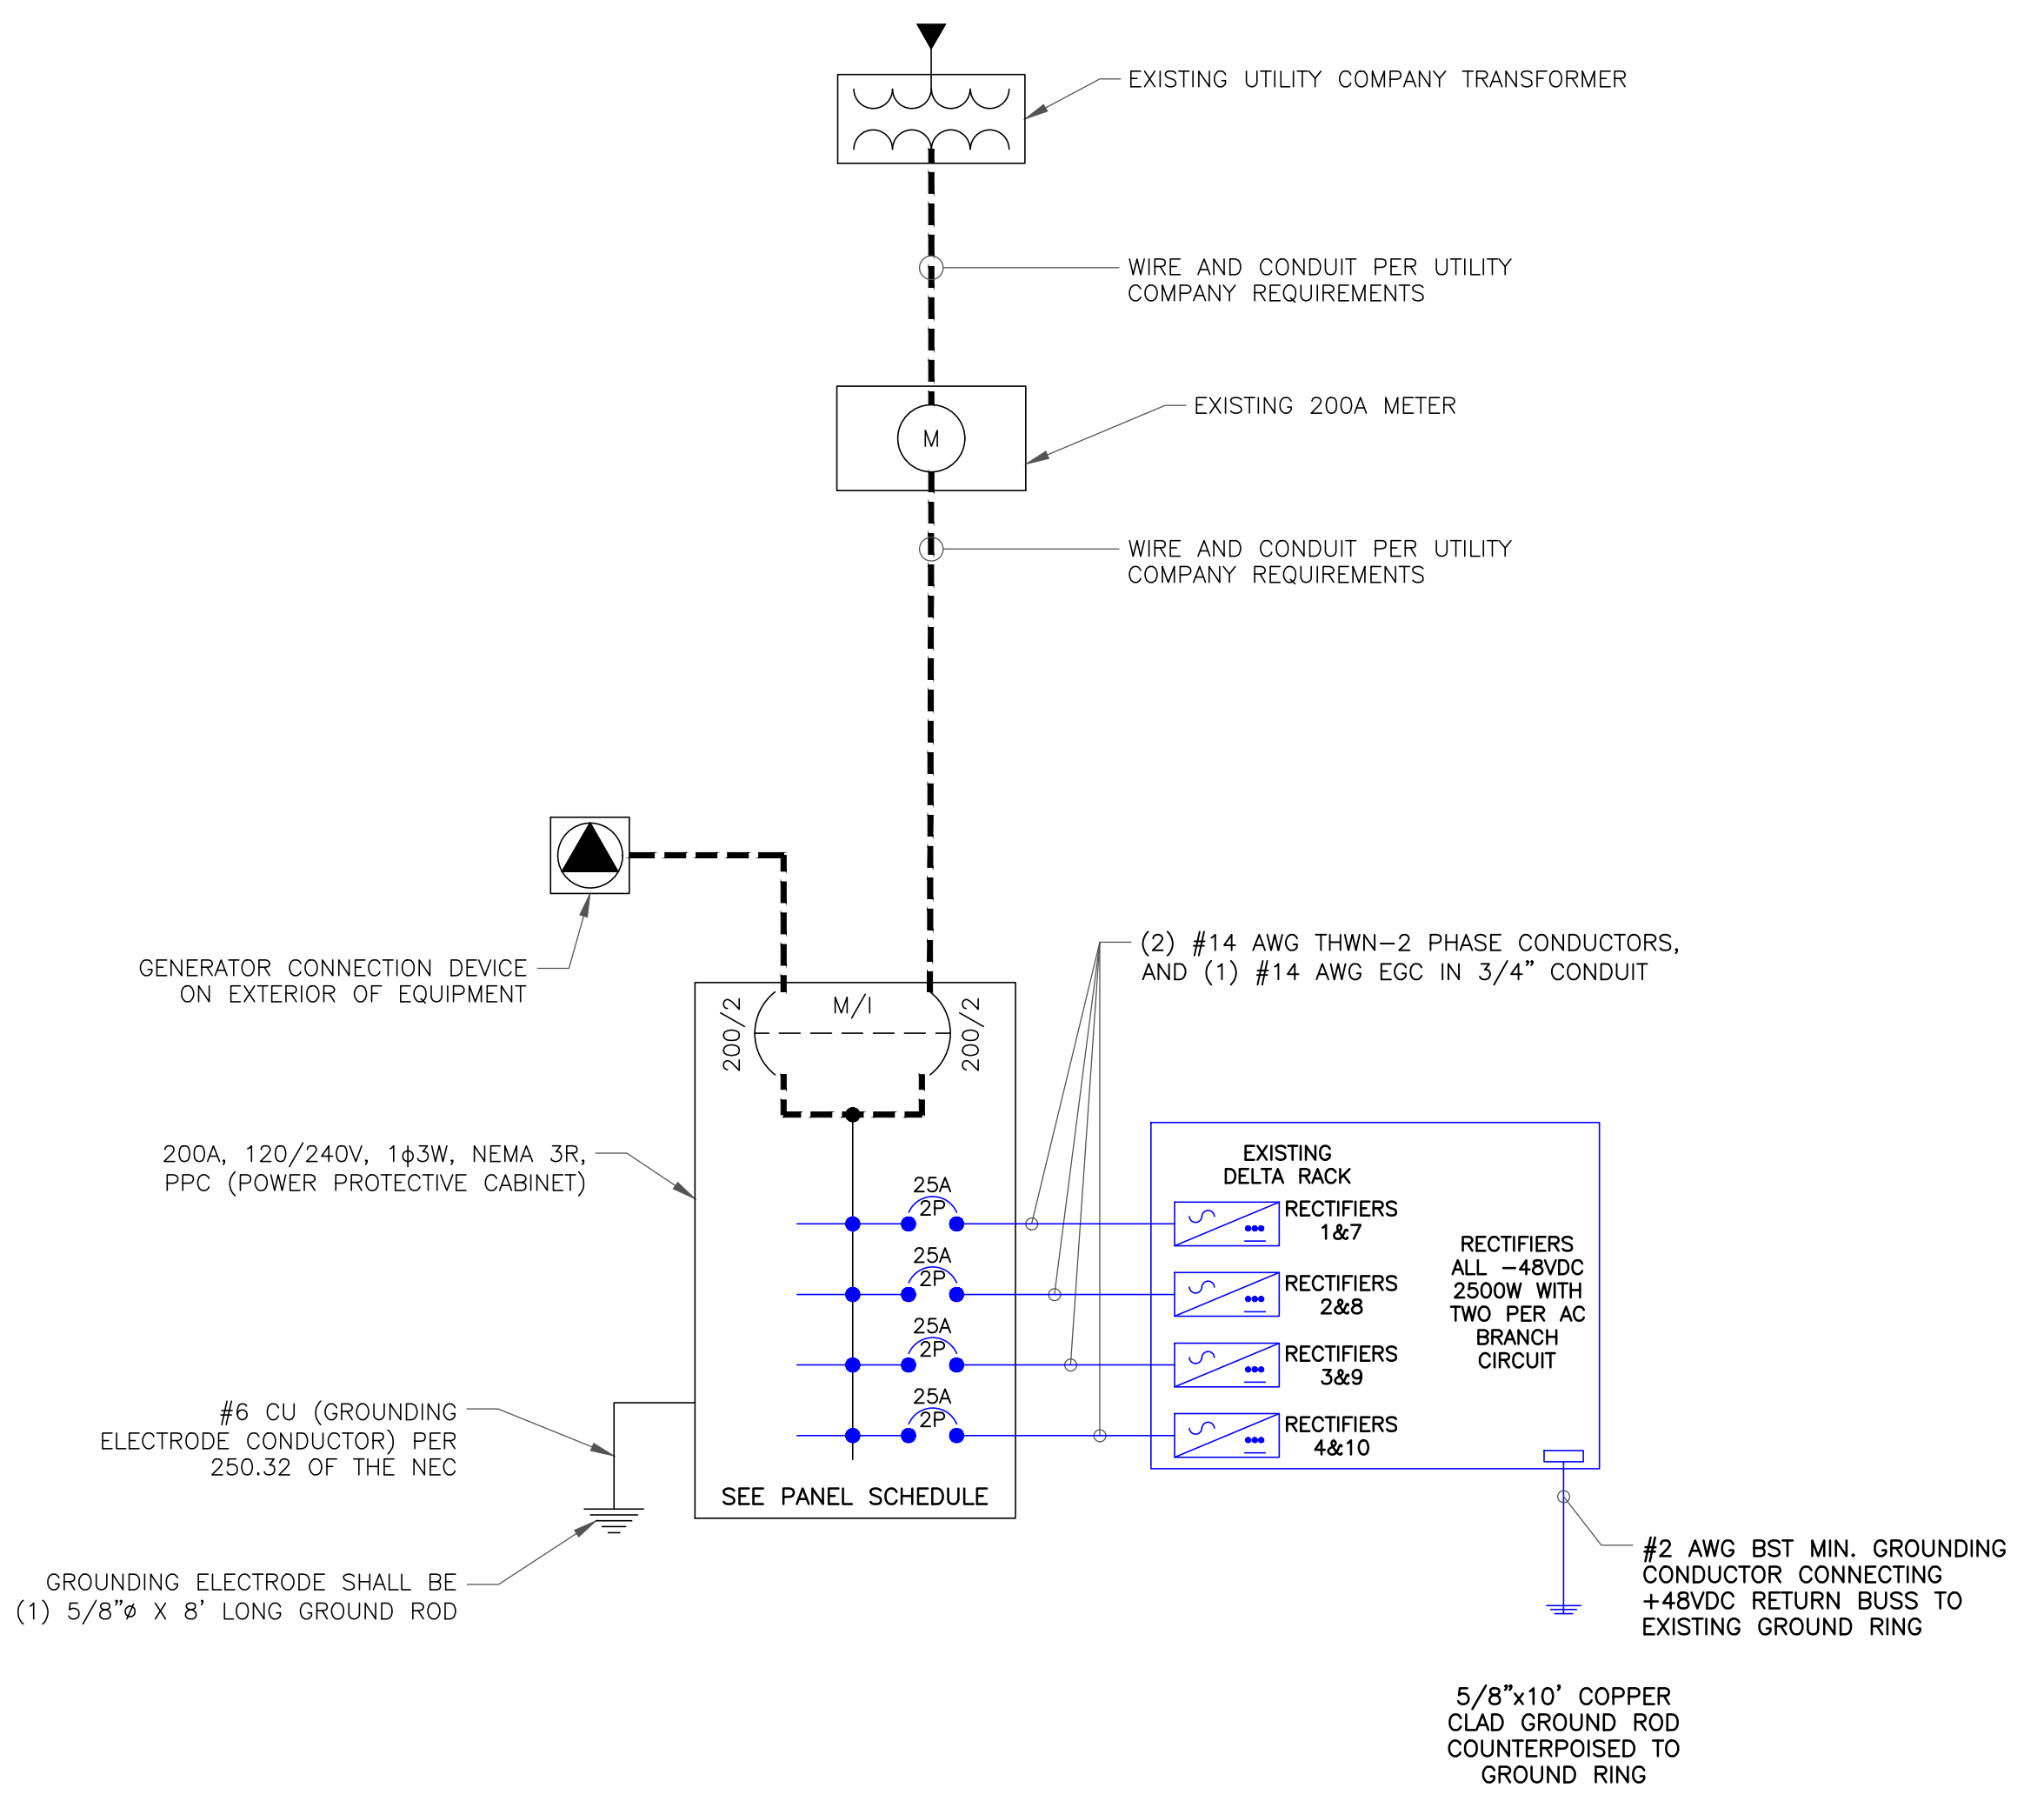 EXISTING UTILITY COMPANY TRANSFORMER
WIRE AND CONDUIT PER UTILITY
COMPANY REQUIREMENTS
EXISTING 200A METER
M
WIRE AND CONDUIT PER UTILITY
COMPANY REQUIREMENTS
GENERATOR CONNECTION DEVICE
ON EXTERIOR OF EQUIPMENT
(2) #14 AWG THWN-2 PHASE CONDUCTORS,
AND (1) #14 AWG EGC IN 3/4" CONDUIT
200/2
M/I
200/2
200A, 120/240V, 1ϕ3W, NEMA 3R,
PPC (POWER PROTECTIVE CABINET)
25A
2P
25A
2P
25A
2P
25A
2P
SEE PANEL SCHEDULE
EXISTING
DELTA RACK
RECTIFIERS
1&7
RECTIFIERS
2&8
RECTIFIERS
3&9
RECTIFIERS
4&10
RECTIFIERS
ALL -48VDC
2500W WITH
TWO PER AC
BRANCH
CIRCUIT
#6 CU (GROUNDING
ELECTRODE CONDUCTOR) PER
250.32 OF THE NEC
GROUNDING ELECTRODE SHALL BE
(1) 5/8"ø X 8' LONG GROUND ROD
#2 AWG BST MIN. GROUNDING
CONDUCTOR CONNECTING
+48VDC RETURN BUSS TO
EXISTING GROUND RING
5/8"x10' COPPER
CLAD GROUND ROD
COUNTERPOISED TO
GROUND RING